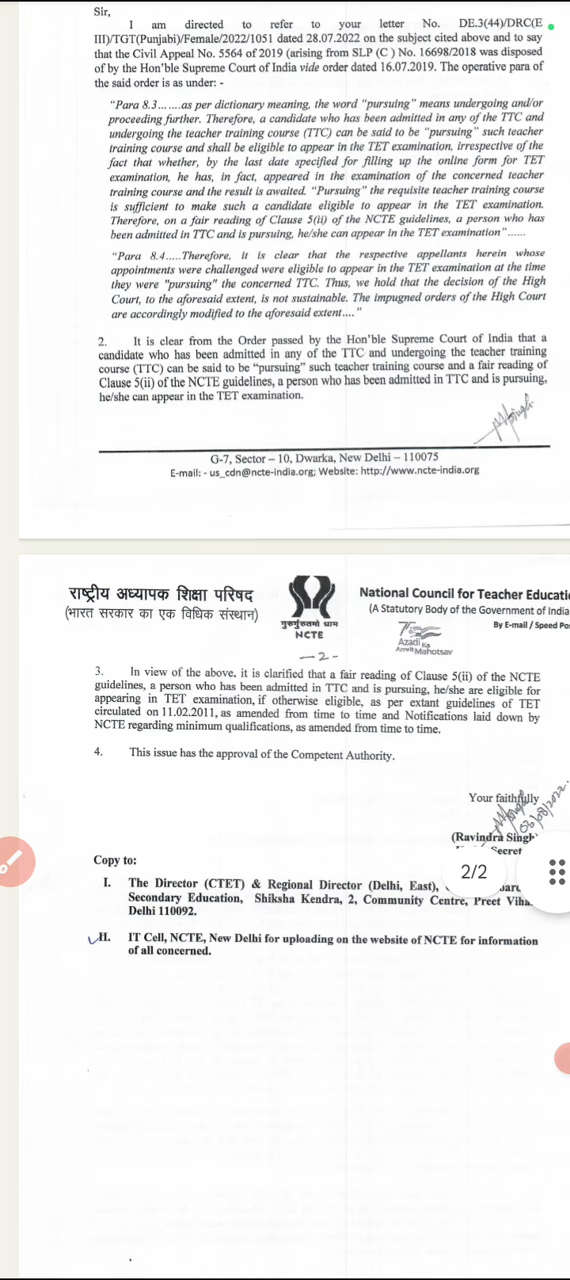 Sir,
I am directed to refer to your letter No. DE.3(44)/DRC(E
III)/TGT(Punjabi)/Female/2022/1051 dated 28.07.2022 on the subject cited above and to say
that the Civil Appeal No. 5564 of 2019 (arising from SLP (C ) No. 16698/2018 was disposed
of by the Hon'ble Supreme Court of India vide order dated 16.07.2019. The operative para of
the said order is as under: -
"Para 8.3.......as per dictionary meaning, the word "pursuing" means undergoing and/or
proceeding further. Therefore, a candidate who has been admitted in any of the TTC and
undergoing the teacher training course (TTC) can be said to be "pursuing" such teacher
training course and shall be eligible to appear in the TET examination, irrespective of the
fact that whether, by the last date specified for filling up the online form for TET
examination, he has, in fact, appeared in the examination of the concerned teacher
training course and the result is awaited. "Pursuing" the requisite teacher training course
is sufficient to make such a candidate eligible to appear in the TET examination.
Therefore, on a fair reading of Clause 5(ii) of the NCTE guidelines, a person who has
been admitted in TTC and is pursuing, he/she can appear in the TET examination"......
"Para 8.4.....Therefore, it is clear that the respective appellants herein whose
appointments were challenged were eligible to appear in the TET examination at the time
they were "pursuing" the concerned TTC. Thus, we hold that the decision of the High
Court, to the aforesaid extent, is not sustainable. The impugned orders of the High Court
are accordingly modified to the aforesaid extent...."
2. It is clear from the Order passed by the Hon'ble Supreme Court of India that a
candidate who has been admitted in any of the TTC and undergoing the teacher training
course (TTC) can be said to be "pursuing" such teacher training course and a fair reading of
Clause 5(ii) of the NCTE guidelines, a person who has been admitted in TTC and is pursuing,
he/she can appear in the TET examination.
G-7, Sector – 10, Dwarka, New Delhi – 110075
E-mail: - us_cdn@ncte-india.org; Website: http://www.ncte-india.org
राष्ट्रीय अध्यापक शिक्षा परिषद
(भारत सरकार का एक विधिक संस्थान)
गुरुर्गुरुतमो धाम
NCTE
National Council for Teacher Educati
(A Statutory Body of the Government of India
By E-mail / Speed Po
Azadi Ka
Amrit Mahotsav
-2-
3. In view of the above, it is clarified that a fair reading of Clause 5(ii) of the NCTE
guidelines, a person who has been admitted in TTC and is pursuing, he/she are eligible for
appearing in TET examination, if otherwise eligible, as per extant guidelines of TET
circulated on 11.02.2011, as amended from time to time and Notifications laid down by
NCTE regarding minimum qualifications, as amended from time to time.
4. This issue has the approval of the Competent Authority.
Your faithfully
03/08/2022
(Ravindra Singh
Secret
2/2
Copy to:
I. The Director (CTET) & Regional Director (Delhi, East),
Secondary Education, Shiksha Kendra, 2, Community Centre, Preet Viha
Delhi 110092.
II. IT Cell, NCTE, New Delhi for uploading on the website of NCTE for information
of all concerned.